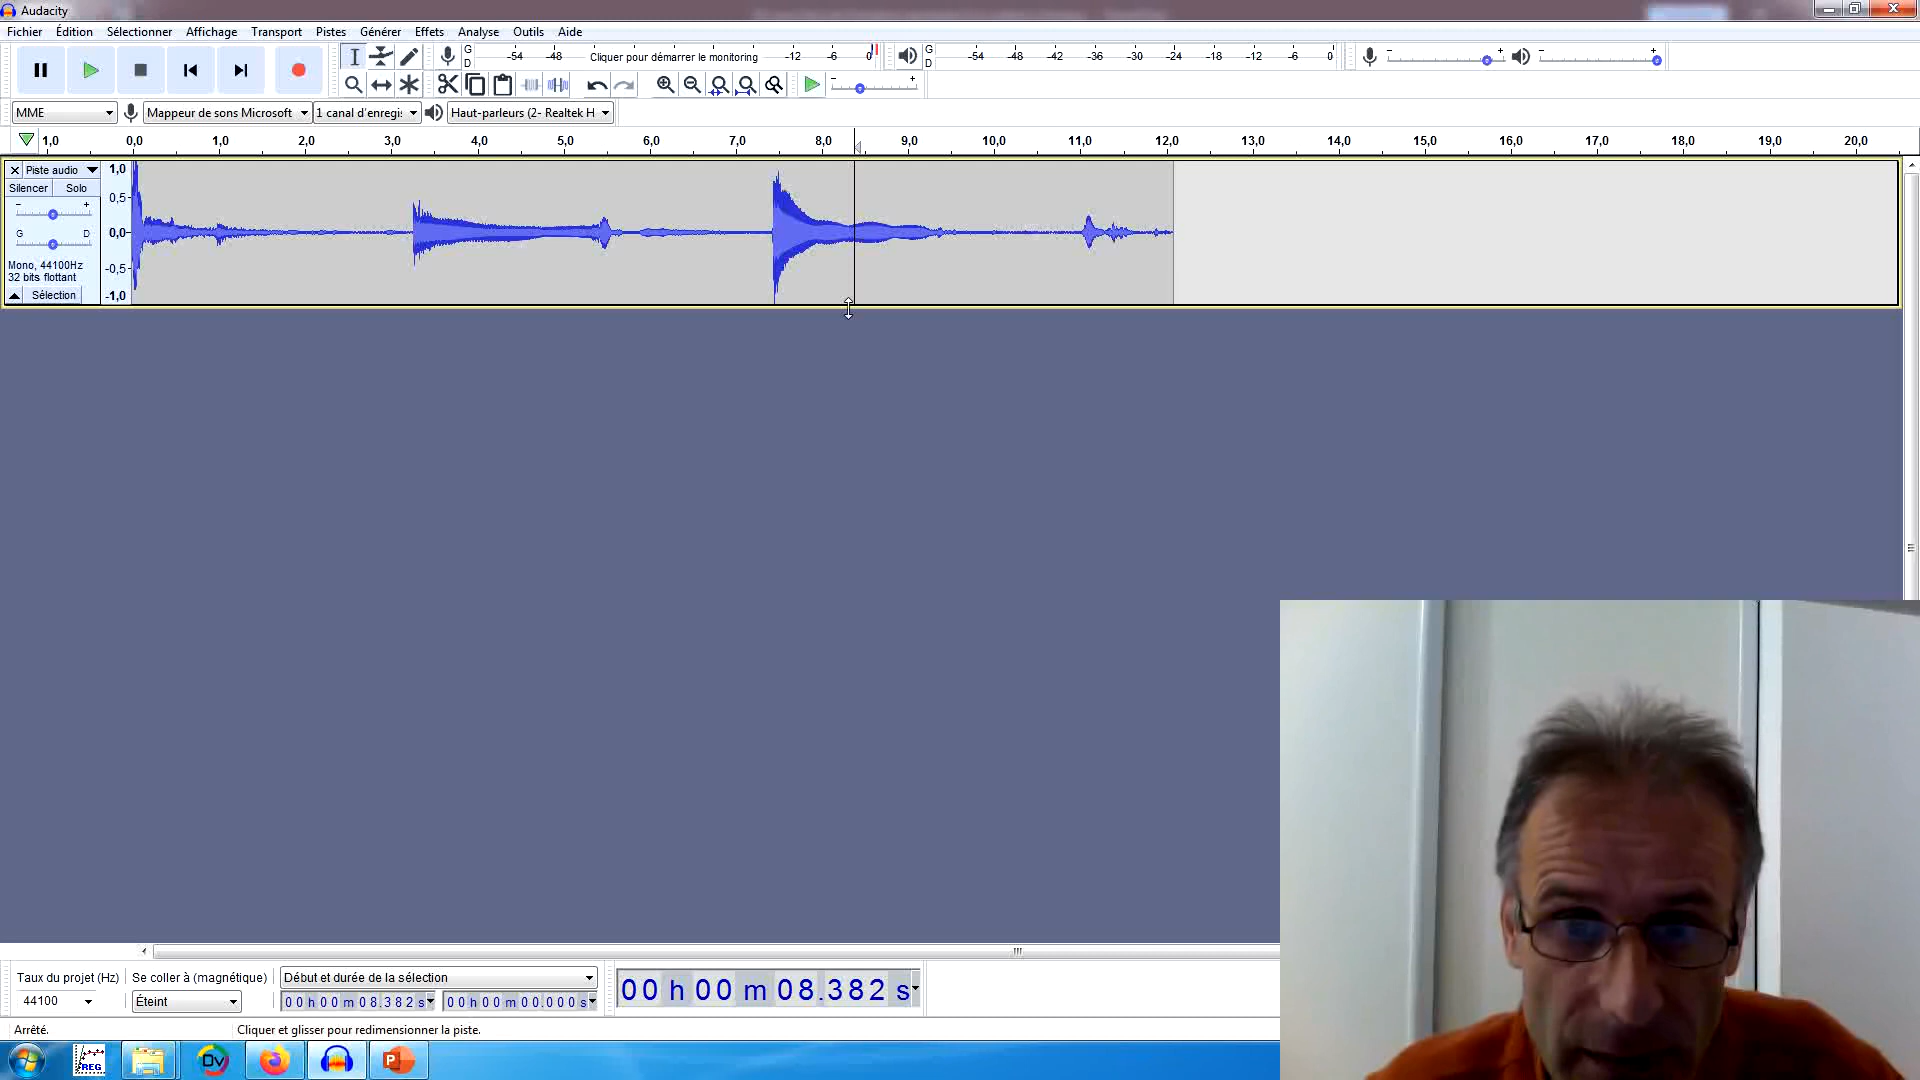 Audacity
Fichier Édition Sélectionner Affichage Transport Pistes Générer Effets Analyse Outils Aide
G D -54 -48 Cliquer pour démarrer le monitoring -12 -6 0 G D -54 -48 -42 -36 -30 -24 -18 -12 -6 0 - + - +
- +
MME Mappeur de sons Microsoft 1 canal d'enregis Haut-parleurs (2- Realtek H
1,0 0,0 1,0 2,0 3,0 4,0 5,0 6,0 7,0 8,0 9,0 10,0 11,0 12,0 13,0 14,0 15,0 16,0 17,0 18,0 19,0 20,0
Piste audio 1,0
Silencer Solo
- + 0,5
G D 0,0
Mono, 44100Hz -0,5
32 bits flottant
Sélection -1,0
Taux du projet (Hz) Se coller à (magnétique) Début et durée de la sélection
44100 Éteint 00 h 00 m 08.382 s 00 h 00 m 00.000 s 00 h 00 m 08.382 s
Arrêté. Cliquer et glisser pour redimensionner la piste.
REG Dv P